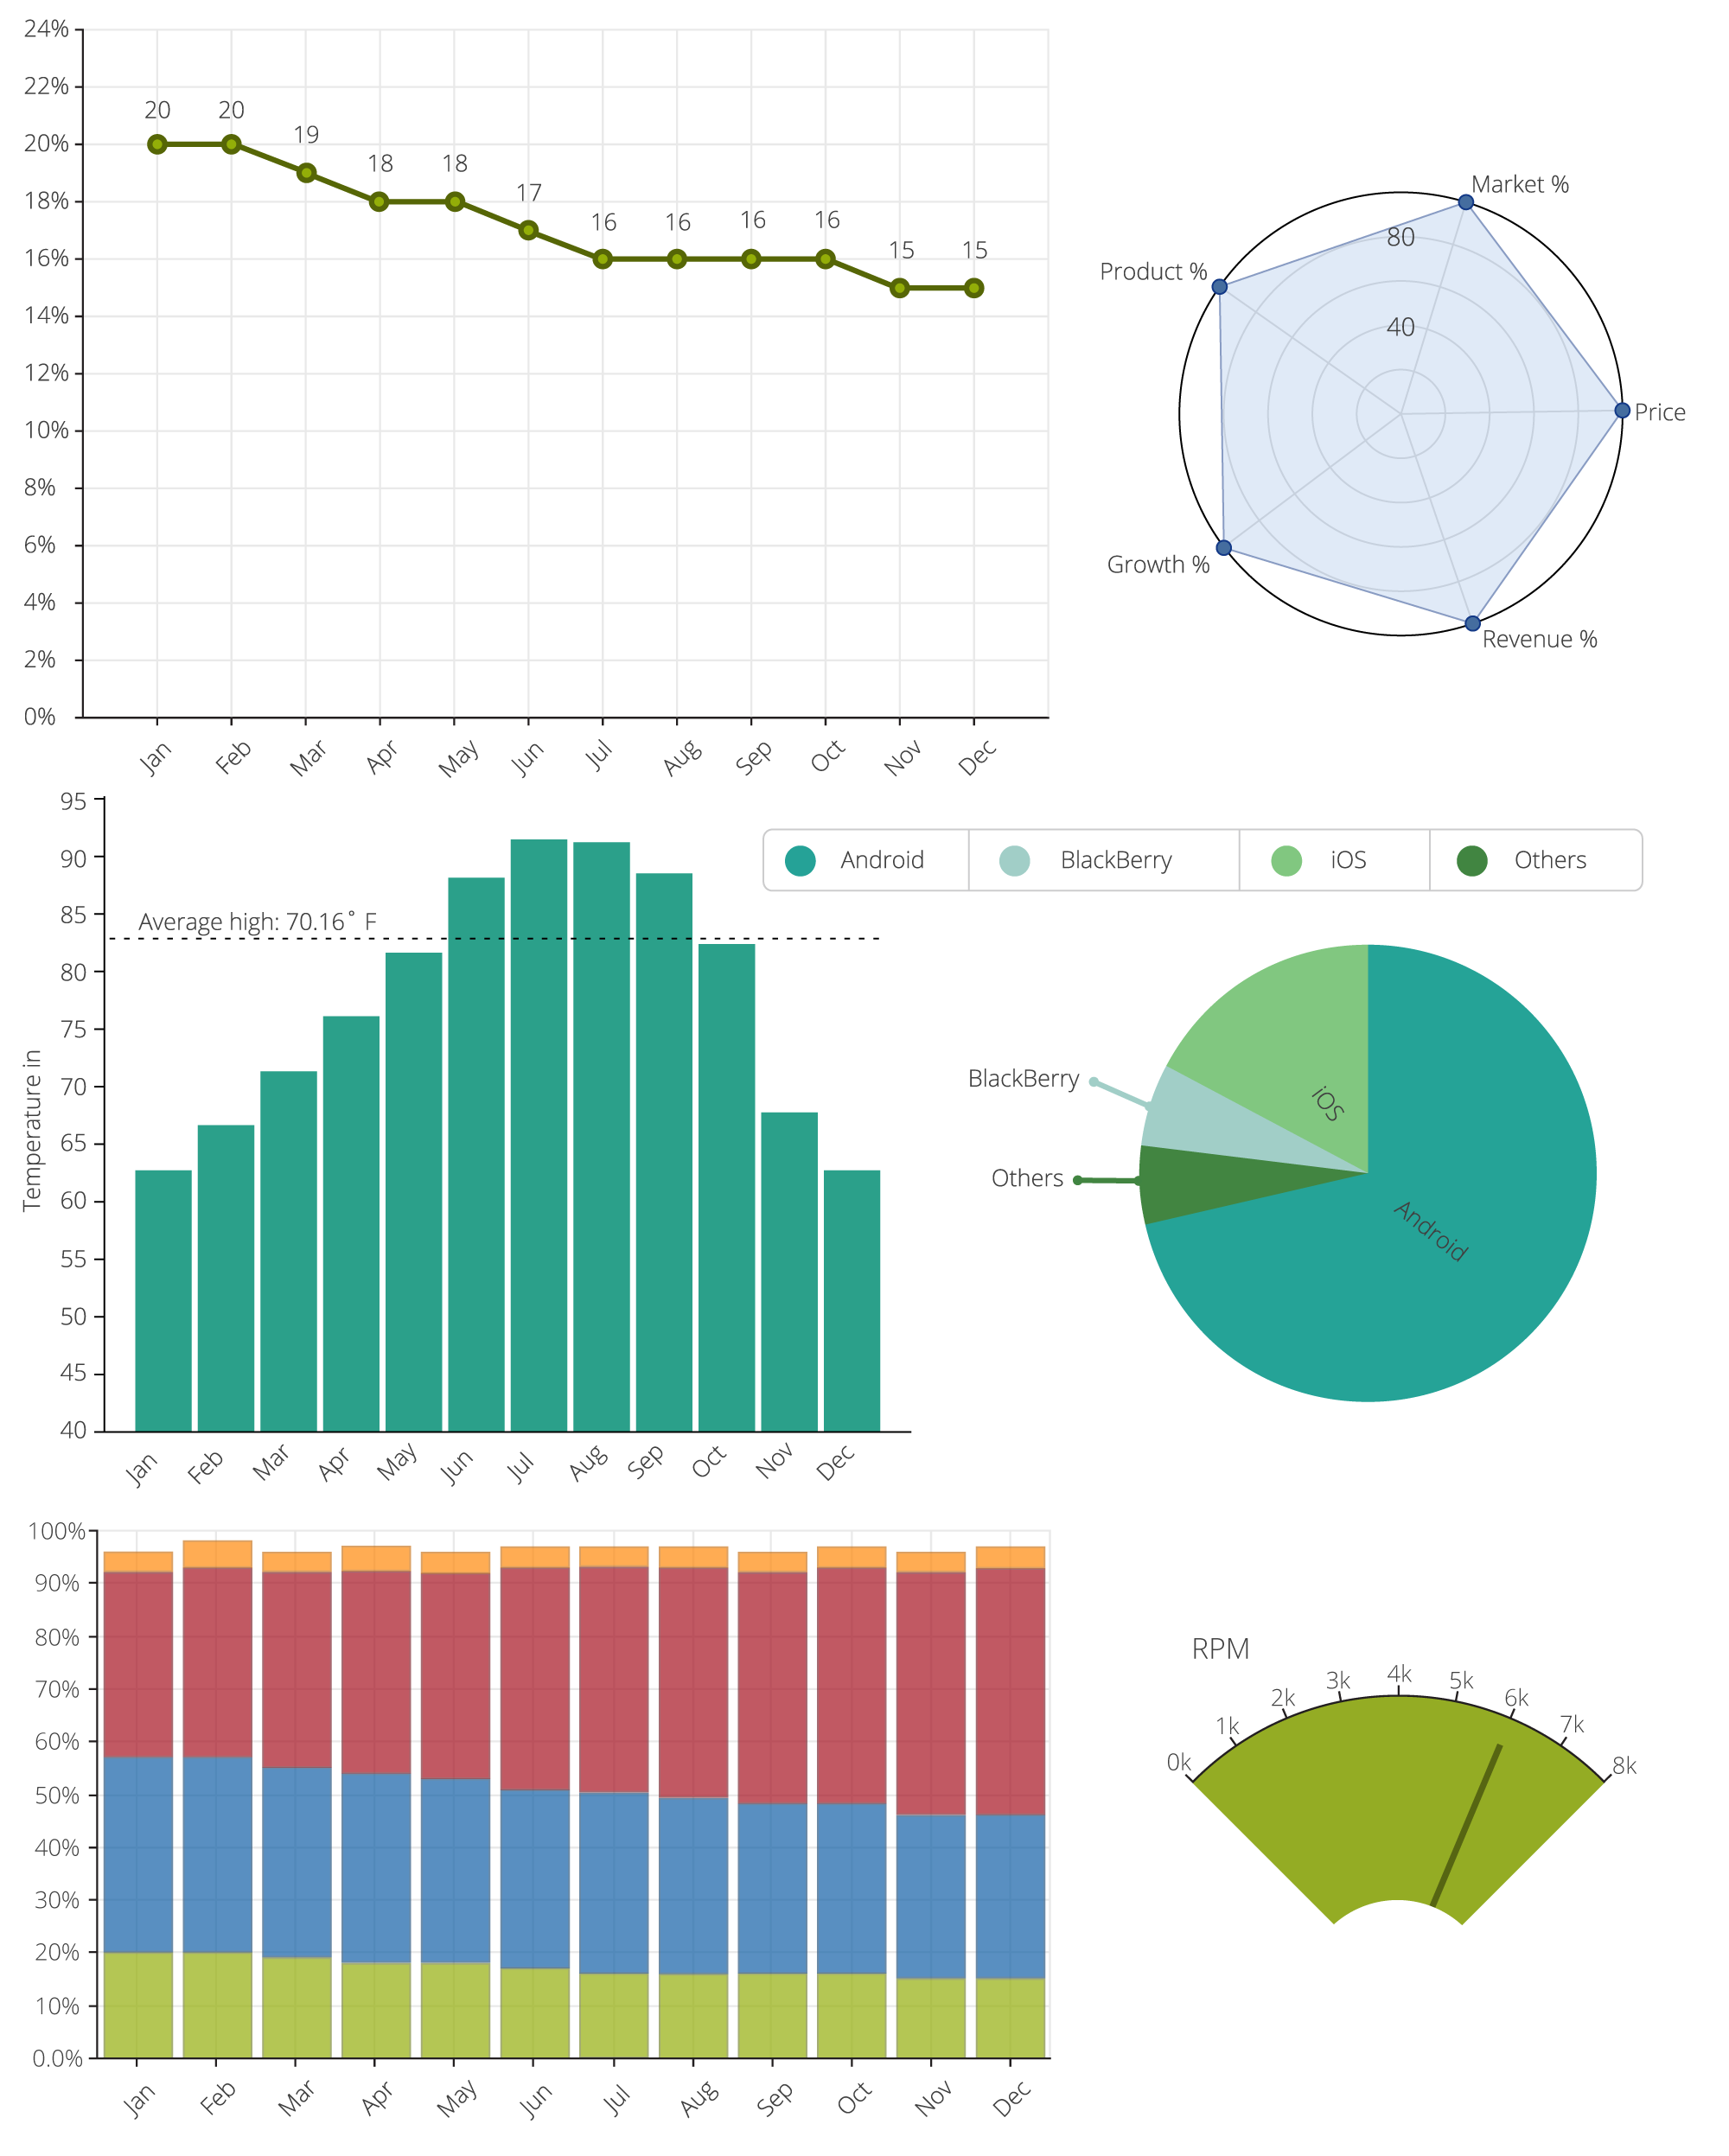 24%
22%
20%
18%
16%
14%
12%
10%
8%
6%
4%
2%
0%
20
20
19
18
18
17
16
16
16
16
15
15
Jan
Feb
Mar
Apr
May
Jun
Jul
Aug
Sep
Oct
Nov
Dec
Market %
80
Product %
40
Price
Growth %
Revenue %
95
90
85
80
75
70
65
60
55
50
45
40
Temperature in
Average high: 70.16˚ F
Jan
Feb
Mar
Apr
May
Jun
Jul
Aug
Sep
Oct
Nov
Dec
Android
BlackBerry
iOS
Others
BlackBerry
iOS
Others
Android
100%
90%
80%
70%
60%
50%
40%
30%
20%
10%
0.0%
Jan
Feb
Mar
Apr
May
Jun
Jul
Aug
Sep
Oct
Nov
Dec
RPM
0k
1k
2k
3k
4k
5k
6k
7k
8k